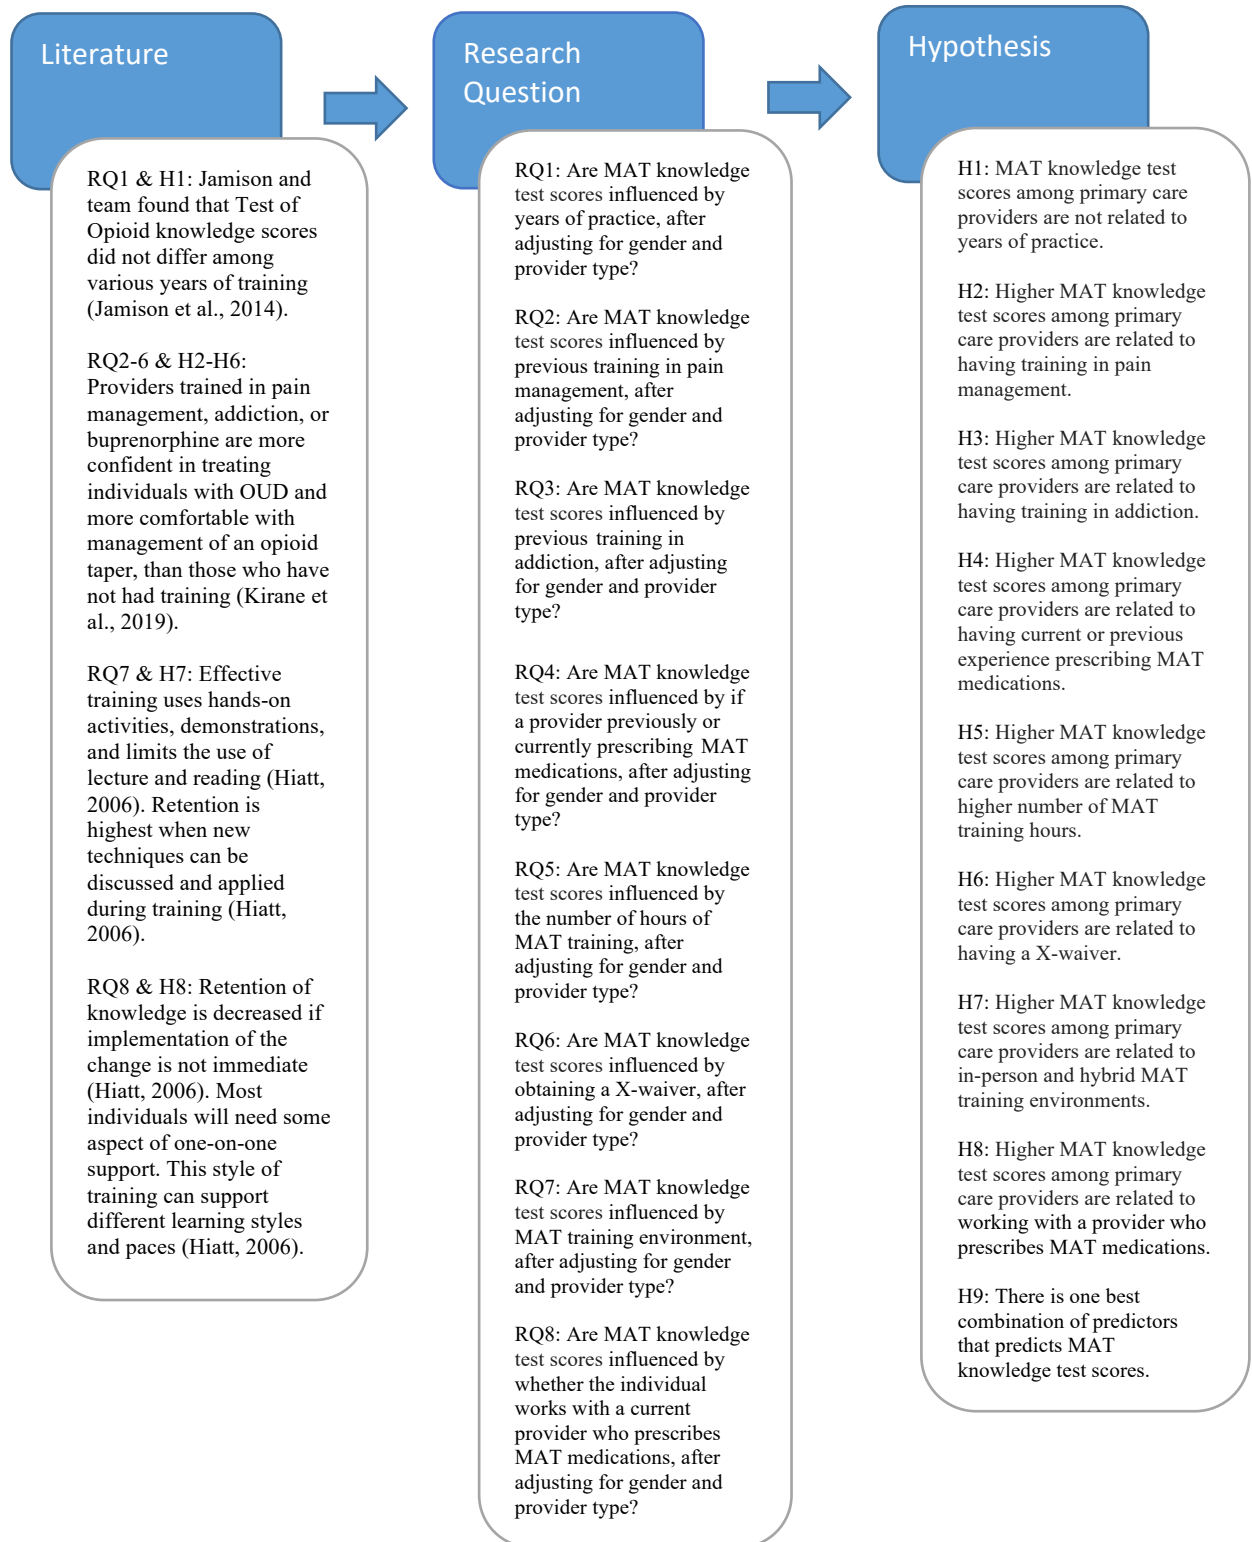 Literature
RQ1 & H1: Jamison and
team found that Test of
Opioid knowledge scores
did not differ among
various years of training
(Jamison et al., 2014).
RQ2-6 & H2-H6:
Providers trained in pain
management, addiction, or
buprenorphine are more
confident in treating
individuals with OUD and
more comfortable with
management of an opioid
taper, than those who have
not had training (Kirane et
al., 2019).
RQ7 & H7: Effective
training uses hands-on
activities, demonstrations,
and limits the use of
lecture and reading (Hiatt,
2006). Retention is
highest when new
techniques can be
discussed and applied
during training (Hiatt,
2006).
RQ8 & H8: Retention of
knowledge is decreased if
implementation of the
change is not immediate
(Hiatt, 2006). Most
individuals will need some
aspect of one-on-one
support. This style of
training can support
different learning styles
and paces (Hiatt, 2006).
Research
Question
RQ1: Are MAT knowledge
test scores influenced by
years of practice, after
adjusting for gender and
provider type?
RQ2: Are MAT knowledge
test scores influenced by
previous training in pain
management, after
adjusting for gender and
provider type?
RQ3: Are MAT knowledge
test scores influenced by
previous training in
addiction, after adjusting
for gender and provider
type?
RQ4: Are MAT knowledge
test scores influenced by if
a provider previously or
currently prescribing MAT
medications, after adjusting
for gender and provider
type?
RQ5: Are MAT knowledge
test scores influenced by
the number of hours of
MAT training, after
adjusting for gender and
provider type?
RQ6: Are MAT knowledge
test scores influenced by
obtaining a X-waiver, after
adjusting for gender and
provider type?
RQ7: Are MAT knowledge
test scores influenced by
MAT training environment,
after adjusting for gender
and provider type?
RQ8: Are MAT knowledge
test scores influenced by
whether the individual
works with a current
provider who prescribes
MAT medications, after
adjusting for gender and
provider type?
Hypothesis
H1: MAT knowledge test
scores among primary care
providers are not related to
years of practice.
H2: Higher MAT knowledge
test scores among primary
care providers are related to
having training in pain
management.
H3: Higher MAT knowledge
test scores among primary
care providers are related to
having training in addiction.
H4: Higher MAT knowledge
test scores among primary
care providers are related to
having current or previous
experience prescribing MAT
medications.
H5: Higher MAT knowledge
test scores among primary
care providers are related to
higher number of MAT
training hours.
H6: Higher MAT knowledge
test scores among primary
care providers are related to
having a X-waiver.
H7: Higher MAT knowledge
test scores among primary
care providers are related to
in-person and hybrid MAT
training environments.
H8: Higher MAT knowledge
test scores among primary
care providers are related to
working with a provider who
prescribes MAT medications.
H9: There is one best
combination of predictors
that predicts MAT
knowledge test scores.